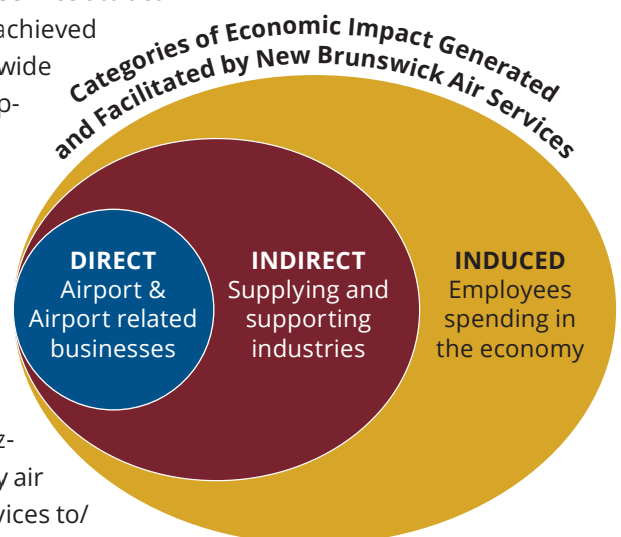 achieved
wide
Categories of Economic Impact Generated
and Facilitated by New Brunswick Air Services
DIRECT
Airport &
Airport related
businesses
INDIRECT
Supplying and
supporting
industries
INDUCED
Employees
spending in
the economy
y air
vices to/